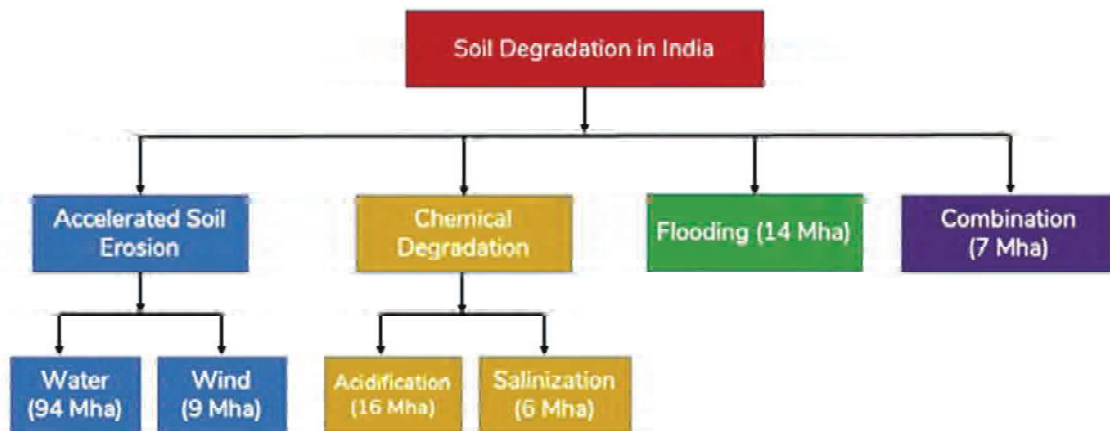 Soil Degradation in India
Accelerated Soil
Erosion
Chemical
Degradation
Flooding (14 Mha)
Combination
(7 Mha)
Water
(94 Mha)
Wind
(9 Mha)
Acidification
(16 Mha)
Salinization
(6 Mha)